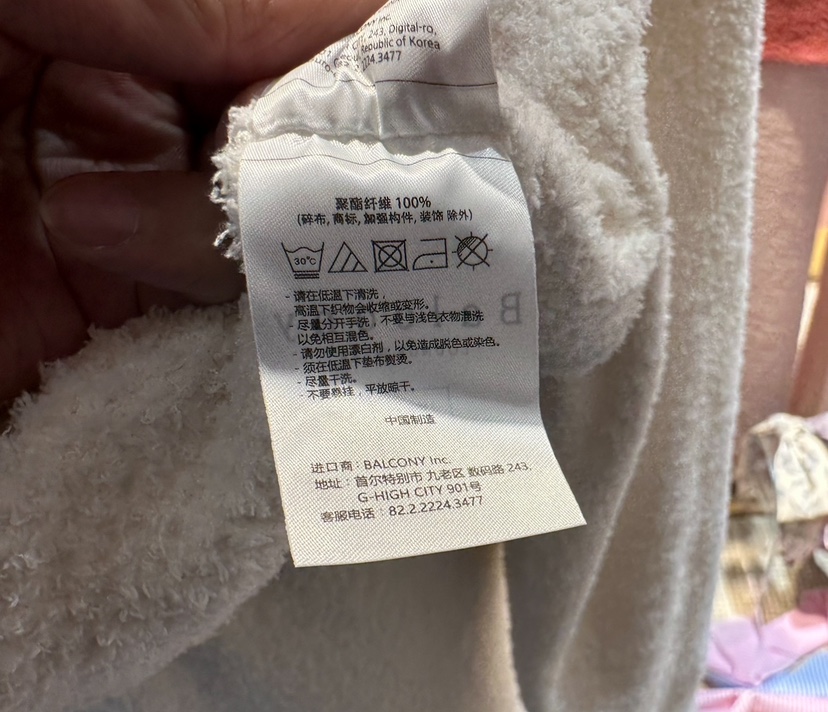 NY Inc.
243, Digital-ro,
Republic of Korea
224.3477
聚酯纤维 100%
(碎布, 商标, 加强构件, 装饰 除外)
30℃
- 请在低温下清洗，
高温下织物会收缩或变形。
- 尽量分开手洗，不要与浅色衣物混洗
以免相互混色。
- 请勿使用漂白剂，以免造成脱色或染色。
- 须在低温下垫布熨烫。
- 尽量干洗。
- 不要悬挂，平放晾干。
中国制造
进口商 : BALCONY Inc.
地址 : 首尔特别市 九老区 数码路 243,
G-HIGH CITY 901号
客服电话 : 82.2.2224.3477